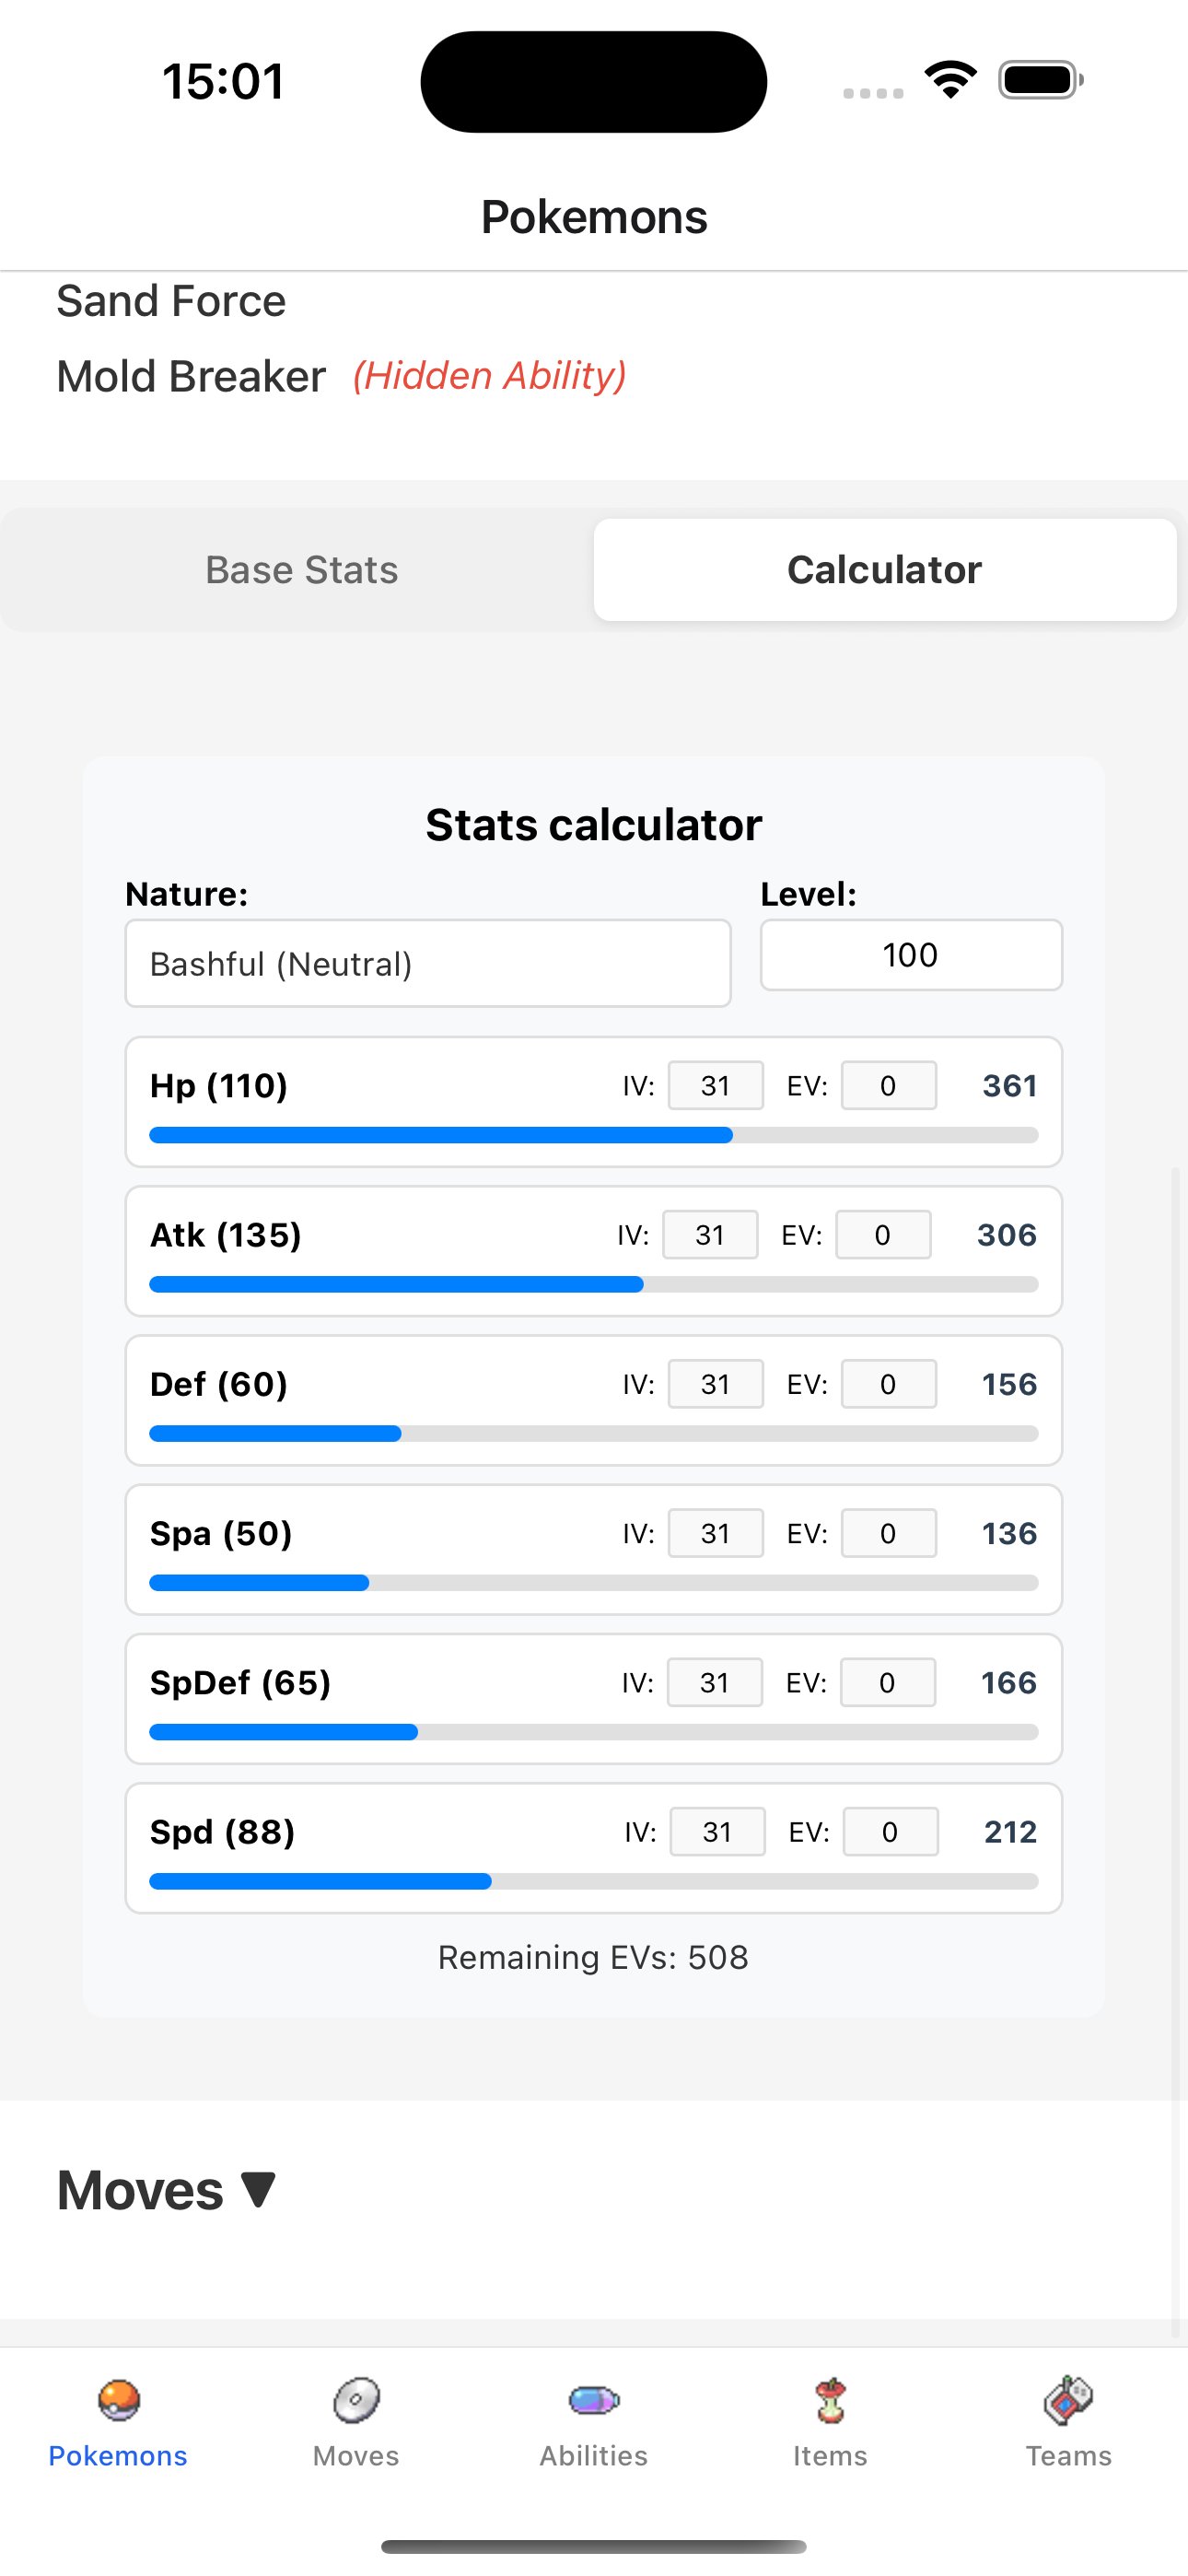 15:01
Pokemons
Sand Force
Mold Breaker (Hidden Ability)
Base Stats Calculator
Stats calculator
Nature: Level:
Bashful (Neutral) 100
Hp (110) IV: 31 EV: 0 361
Atk (135) IV: 31 EV: 0 306
Def (60) IV: 31 EV: 0 156
Spa (50) IV: 31 EV: 0 136
SpDef (65) IV: 31 EV: 0 166
Spd (88) IV: 31 EV: 0 212
Remaining EVs: 508
Moves ▼
Pokemons Moves Abilities Items Teams